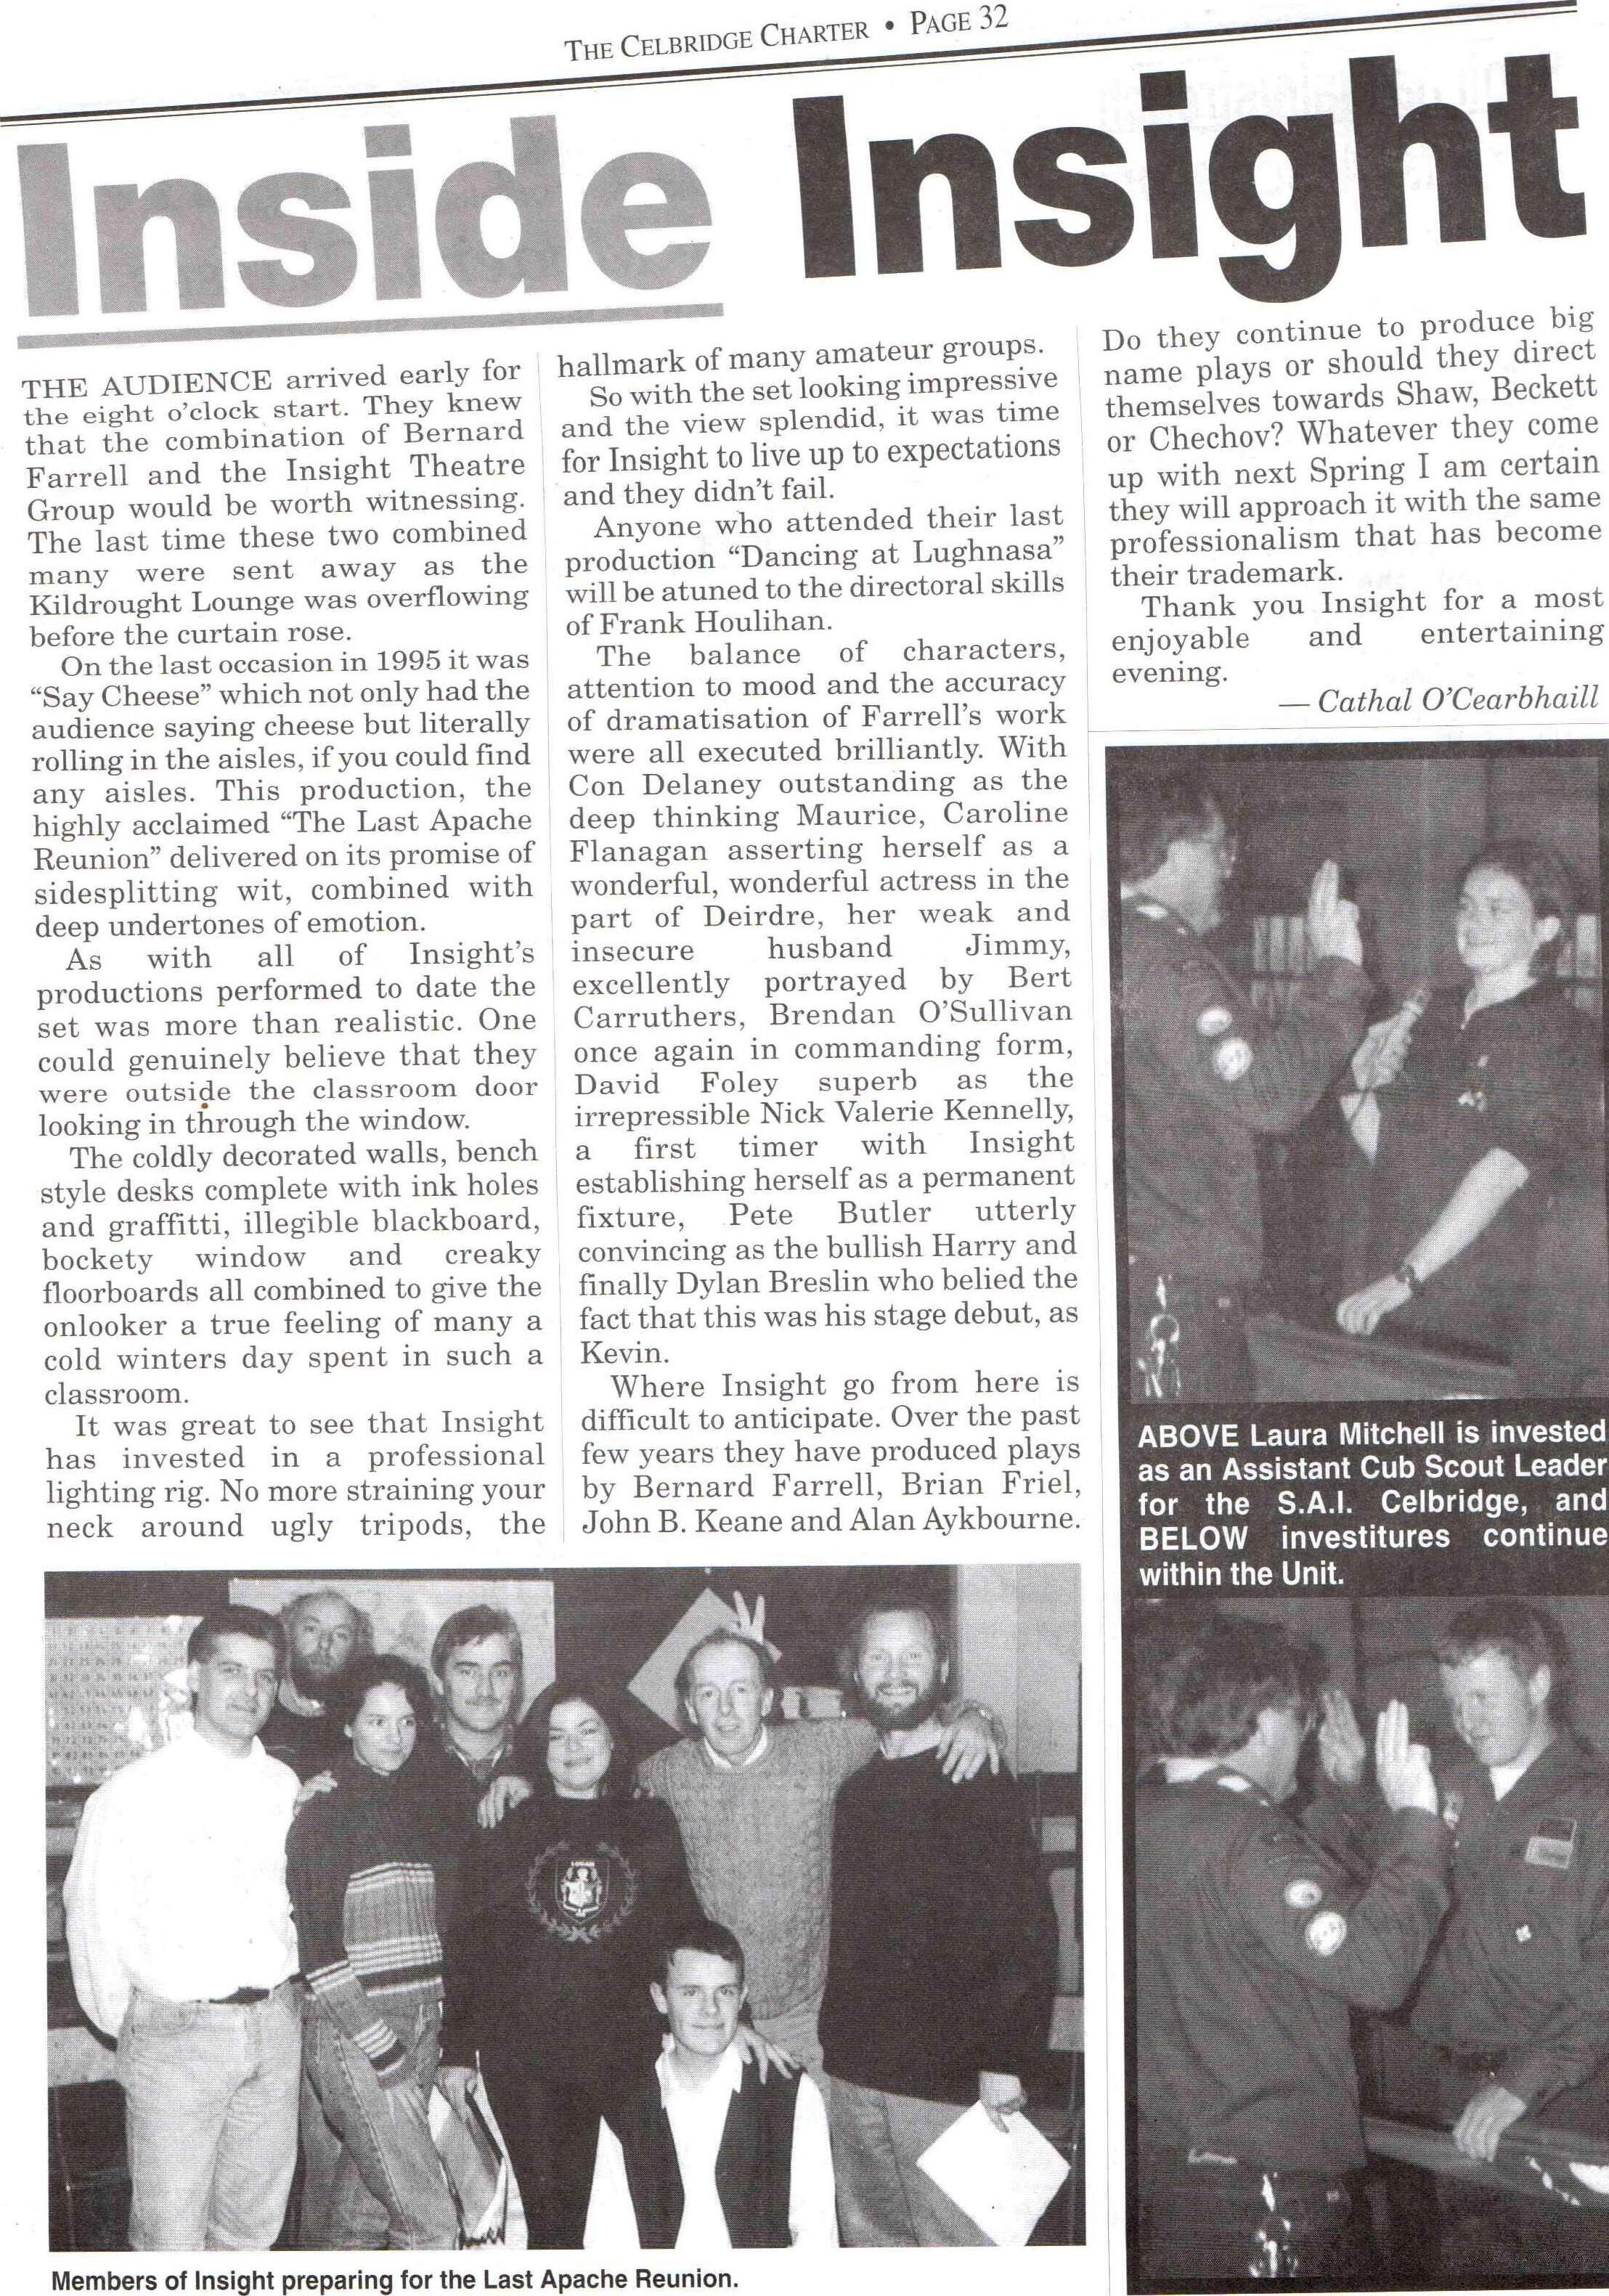 THE CELBRIDGE CHARTER • PAGE 32
Inside Insight
THE AUDIENCE arrived early for
the eight o'clock start. They knew
that the combination of Bernard
Farrell and the Insight Theatre
Group would be worth witnessing.
The last time these two combined
many were sent away as the
Kildrought Lounge was overflowing
before the curtain rose.
On the last occasion in 1995 it was
"Say Cheese" which not only had the
audience saying cheese but literally
rolling in the aisles, if you could find
any aisles. This production, the
highly acclaimed "The Last Apache
Reunion" delivered on its promise of
sidesplitting wit, combined with
deep undertones of emotion.
As with all of Insight's
productions performed to date the
set was more than realistic. One
could genuinely believe that they
were outside the classroom door
looking in through the window.
The coldly decorated walls, bench
style desks complete with ink holes
and graffitti, illegible blackboard,
bockety window and creaky
floorboards all combined to give the
onlooker a true feeling of many a
cold winters day spent in such a
classroom.
It was great to see that Insight
has invested in a professional
lighting rig. No more straining your
neck around ugly tripods, the
hallmark of many amateur groups.
So with the set looking impressive
and the view splendid, it was time
for Insight to live up to expectations
and they didn't fail.
Anyone who attended their last
production "Dancing at Lughnasa"
will be atuned to the directoral skills
of Frank Houlihan.
The balance of characters,
attention to mood and the accuracy
of dramatisation of Farrell's work
were all executed brilliantly. With
Con Delaney outstanding as the
deep thinking Maurice, Caroline
Flanagan asserting herself as a
wonderful, wonderful actress in the
part of Deirdre, her weak and
insecure husband Jimmy,
excellently portrayed by Bert
Carruthers, Brendan O'Sullivan
once again in commanding form,
David Foley superb as the
irrepressible Nick Valerie Kennelly,
a first timer with Insight
establishing herself as a permanent
fixture, Pete Butler utterly
convincing as the bullish Harry and
finally Dylan Breslin who belied the
fact that this was his stage debut, as
Kevin.
Where Insight go from here is
difficult to anticipate. Over the past
few years they have produced plays
by Bernard Farrell, Brian Friel,
John B. Keane and Alan Aykbourne.
Do they continue to produce big
name plays or should they direct
themselves towards Shaw, Beckett
or Chechov? Whatever they come
up with next Spring I am certain
they will approach it with the same
professionalism that has become
their trademark.
Thank you Insight for a most
enjoyable and entertaining
evening.
— Cathal O'Cearbhaill
ABOVE Laura Mitchell is invested
as an Assistant Cub Scout Leader
for the S.A.I. Celbridge, and
BELOW investitures continue
within the Unit.
LUCAN
Members of Insight preparing for the Last Apache Reunion.